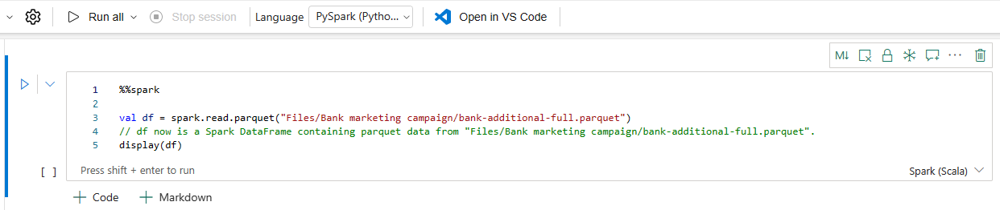 Run all Stop session Language PySpark (Pytho... Open in VS Code
M↓
1 %%spark
2
3 val df = spark.read.parquet("Files/Bank marketing campaign/bank-additional-full.parquet")
4 // df now is a Spark DataFrame containing parquet data from "Files/Bank marketing campaign/bank-additional-full.parquet".
5 display(df)
[ ] Press shift + enter to run Spark (Scala)
+ Code + Markdown